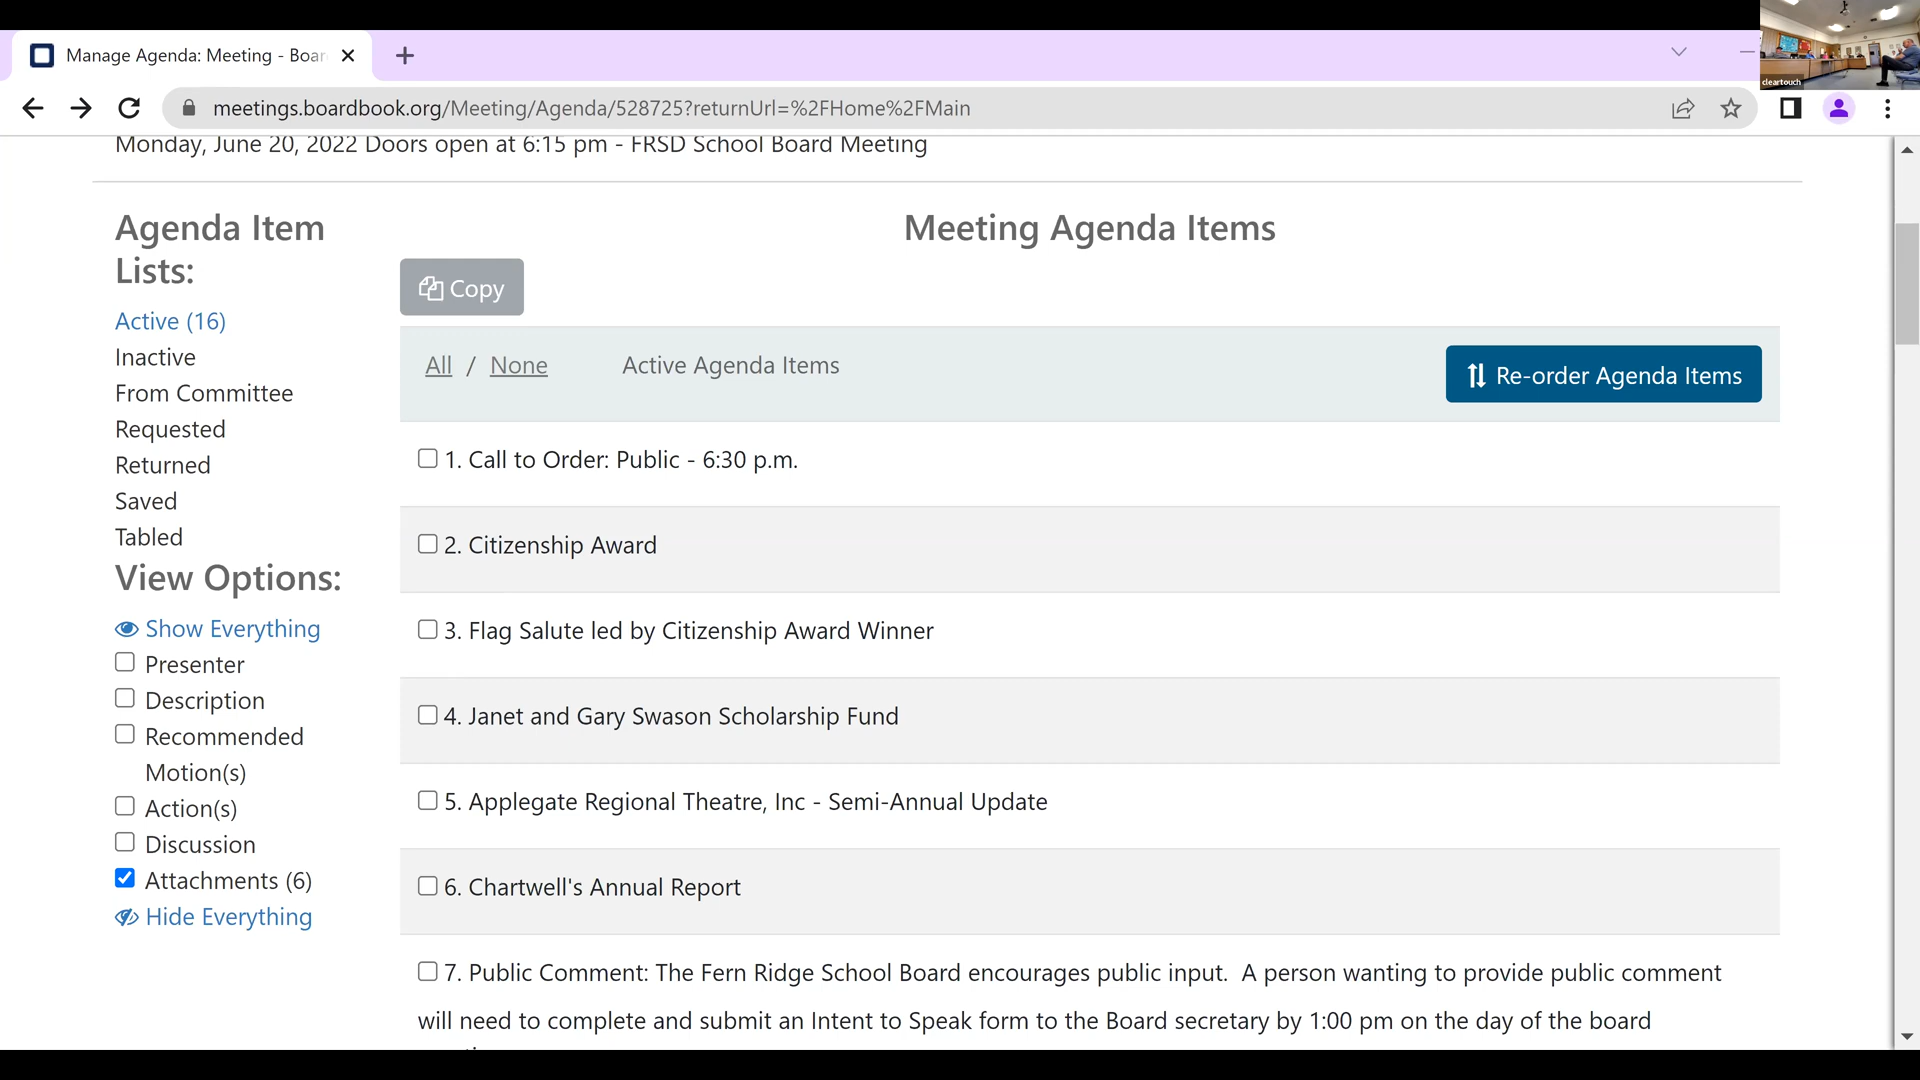 Manage Agenda: Meeting - Boar
cleartouch
meetings.boardbook.org/Meeting/Agenda/528725?returnUrl=%2FHome%2FMain
Monday, June 20, 2022 Doors open at 6:15 pm - FRSD School Board Meeting
Agenda Item
Lists:
Active (16)
Inactive
From Committee
Requested
Returned
Saved
Tabled
View Options:
Show Everything
Presenter
Description
Recommended
Motion(s)
Action(s)
Discussion
Attachments (6)
Hide Everything
Meeting Agenda Items
Copy
All / None Active Agenda Items
Re-order Agenda Items
1. Call to Order: Public - 6:30 p.m.
2. Citizenship Award
3. Flag Salute led by Citizenship Award Winner
4. Janet and Gary Swason Scholarship Fund
5. Applegate Regional Theatre, Inc - Semi-Annual Update
6. Chartwell's Annual Report
7. Public Comment: The Fern Ridge School Board encourages public input.  A person wanting to provide public comment
will need to complete and submit an Intent to Speak form to the Board secretary by 1:00 pm on the day of the board